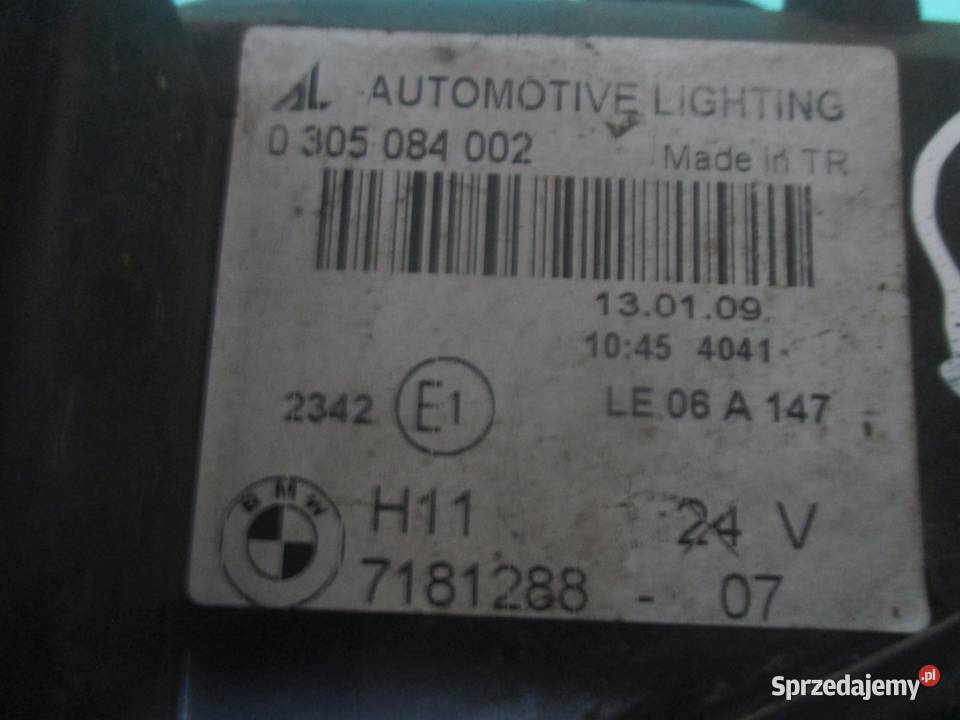 AL AUTOMOTIVE LIGHTING
0 305 084 002 Made in TR
13.01.09
10:45 4041
2342 E1 LE 06 A 147
BMW H11 24 V
7181288 - 07
Sprzedajemy.pl